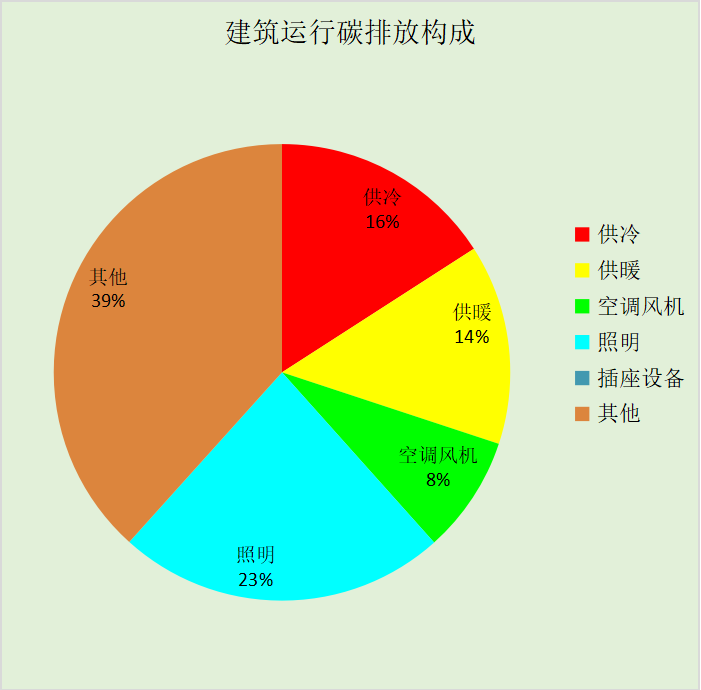 建筑运行碳排放构成
供冷
16%
供暖
14%
空调风机
8%
照明
23%
其他
39%
供冷
供暖
空调风机
照明
插座设备
其他